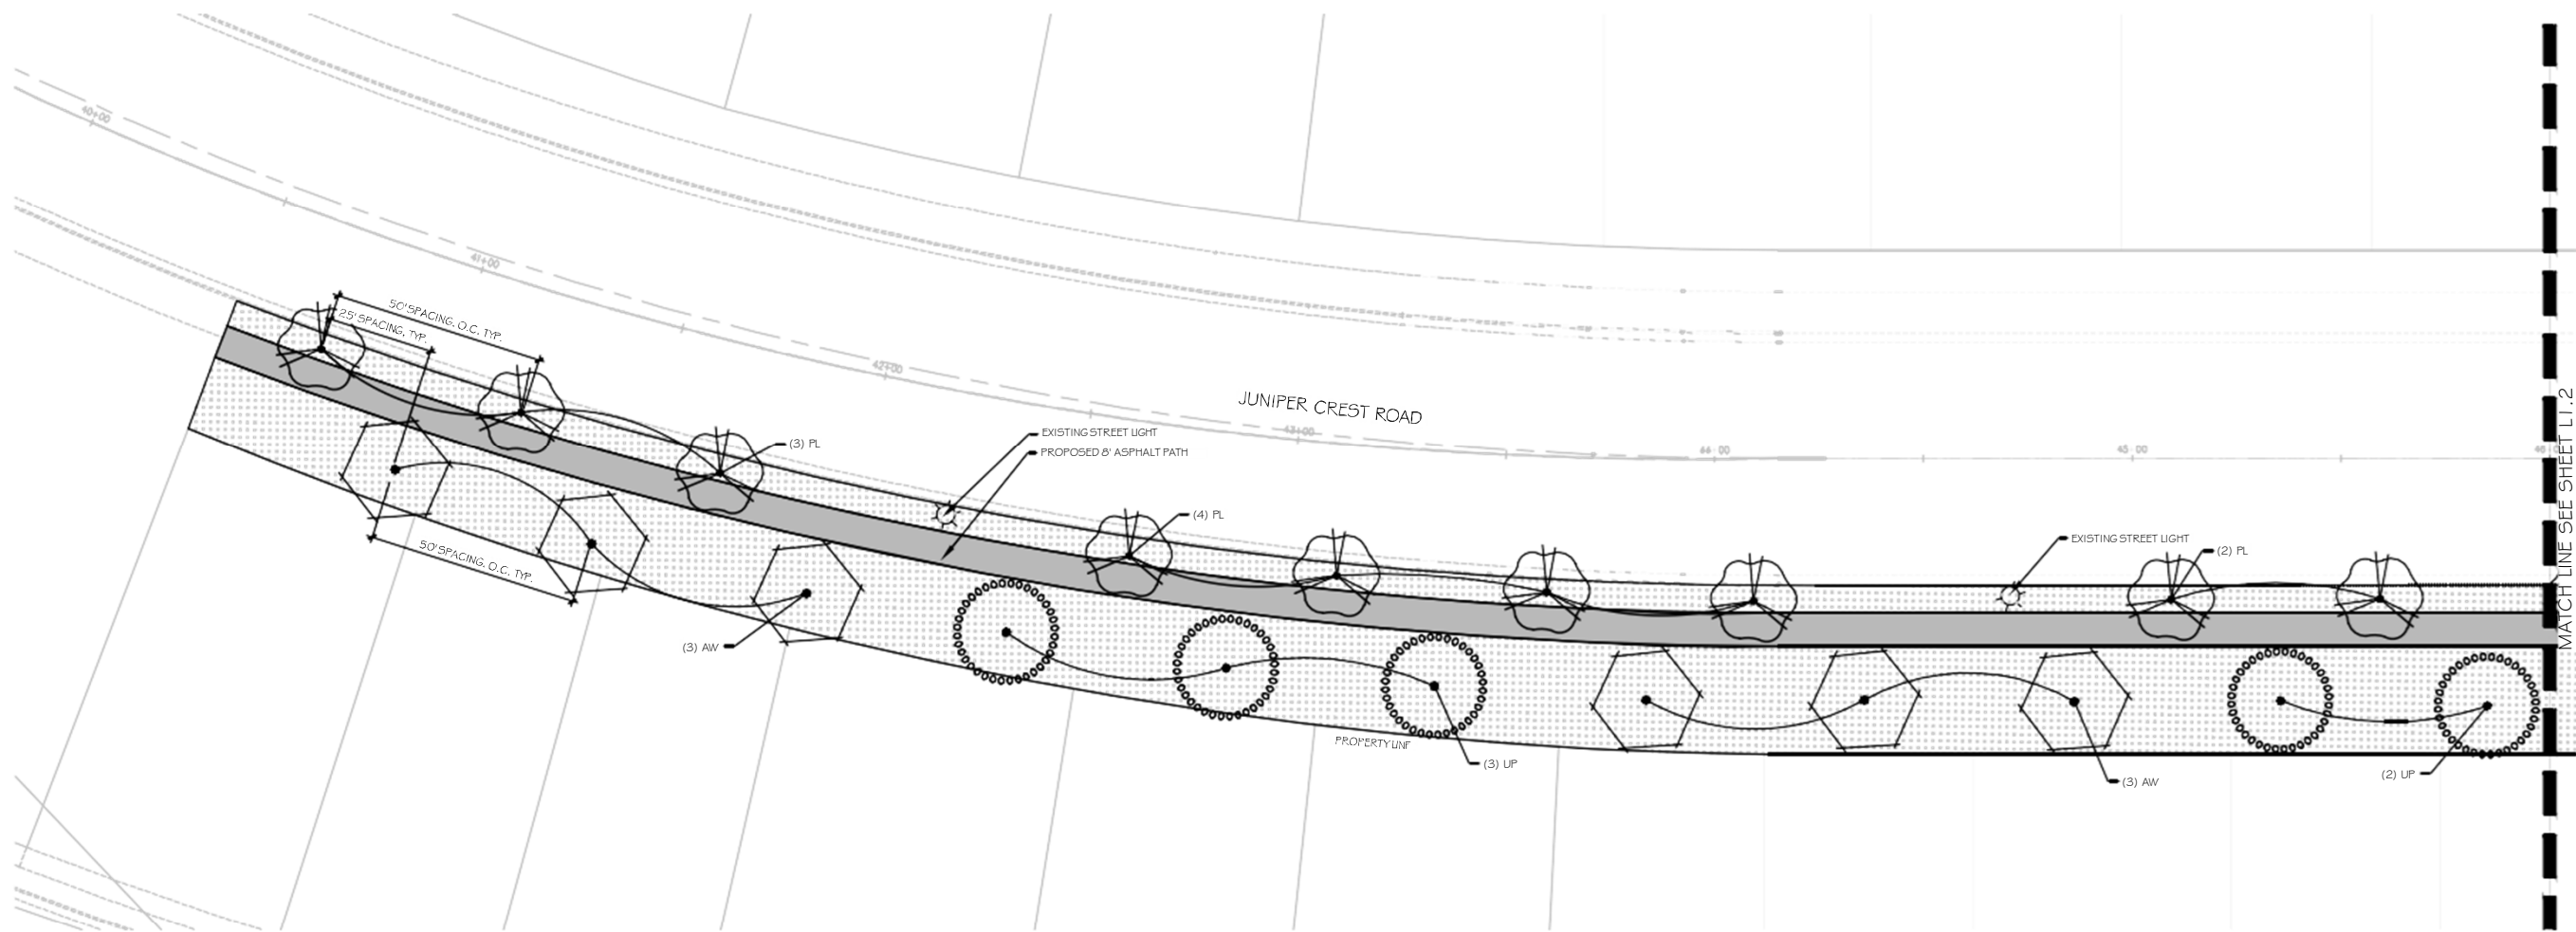 40+00
41+00
50' SPACING, O.C. TYP.
25' SPACING, TYP.
42+00
JUNIPER CREST ROAD
43+00
(3) PL
EXISTING STREET LIGHT
PROPOSED 8' ASPHALT PATH
44+00
45+00
(4) PL
50' SPACING, O.C. TYP.
EXISTING STREET LIGHT
(2) PL
(3) AW
PROPERTY LINE
(3) UP
(3) AW
(2) UP
MATCH LINE SEE SHEET L1.2